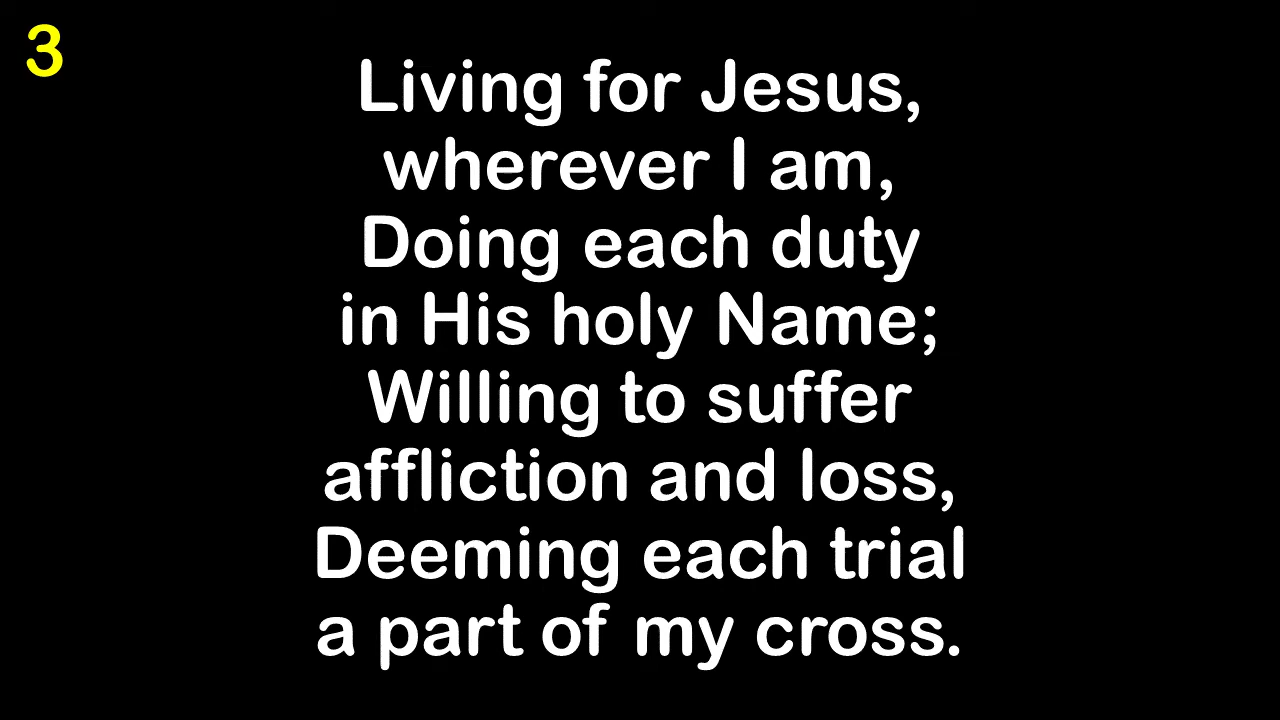 3
Living for Jesus,
wherever I am,
Doing each duty
in His holy Name;
Willing to suffer
affliction and loss,
Deeming each trial
a part of my cross.